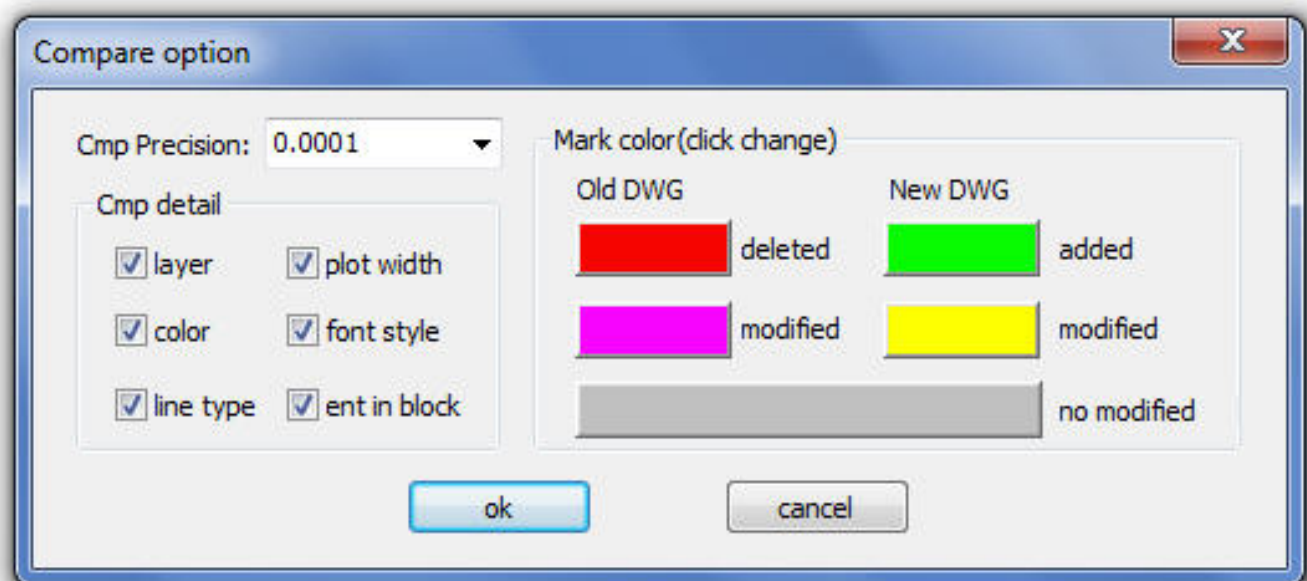 Compare option
Cmp Precision: 0.0001
Cmp detail
layer plot width
color font style
line type ent in block
Mark color(click change)
Old DWG New DWG
deleted added
modified modified
no modified
ok cancel